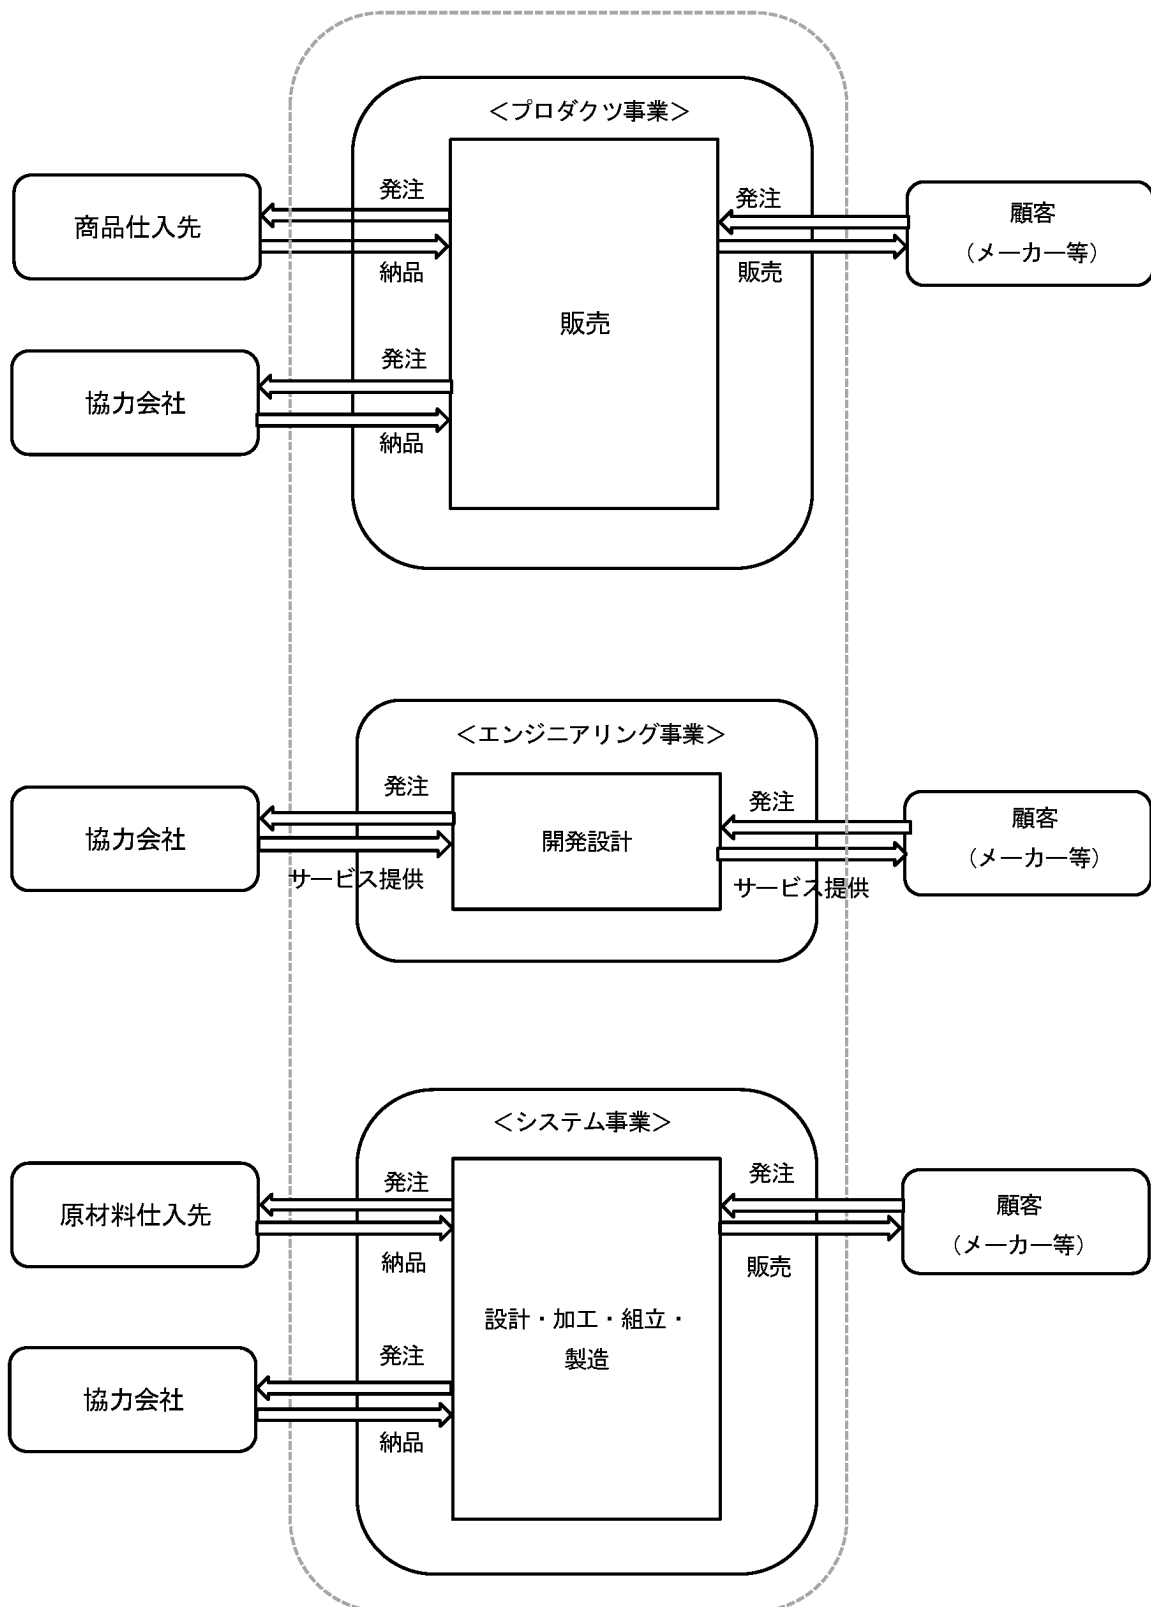 ＜プロダクツ事業＞
商品仕入先
発注
納品
販売
発注
販売
顧客
（メーカー等）
協力会社
発注
納品
＜エンジニアリング事業＞
協力会社
発注
サービス提供
開発設計
発注
サービス提供
顧客
（メーカー等）
＜システム事業＞
原材料仕入先
発注
納品
設計・加工・組立・
製造
発注
販売
顧客
（メーカー等）
協力会社
発注
納品